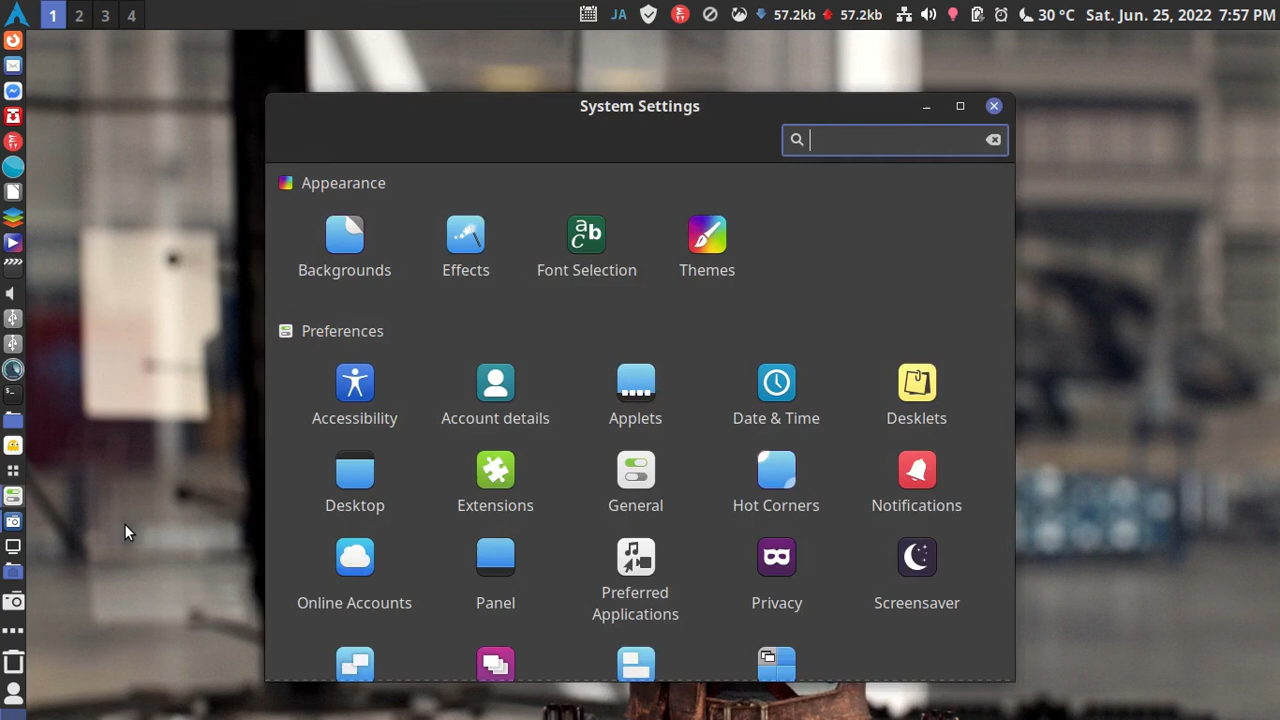 1 2 3 4 JA 57.2kb 57.2kb 30 °C Sat. Jun. 25, 2022 7:57 PM
System Settings
Appearance
Backgrounds Effects Font Selection Themes
Preferences
Accessibility Account details Applets Date & Time Desklets
Desktop Extensions General Hot Corners Notifications
Online Accounts Panel Preferred Applications Privacy Screensaver